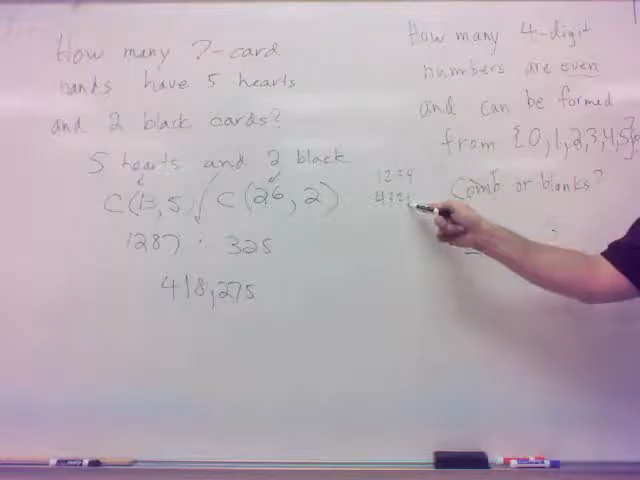 How many 7-card
hands have 5 hearts
and 2 black cards?
5 hearts and 2 black
C(13,5) C(26,2)
1287 · 325
418,275
How many 4-digit
numbers are even
and can be formed
from {0,1,2,3,4,5}?
Comb or blanks?
1234